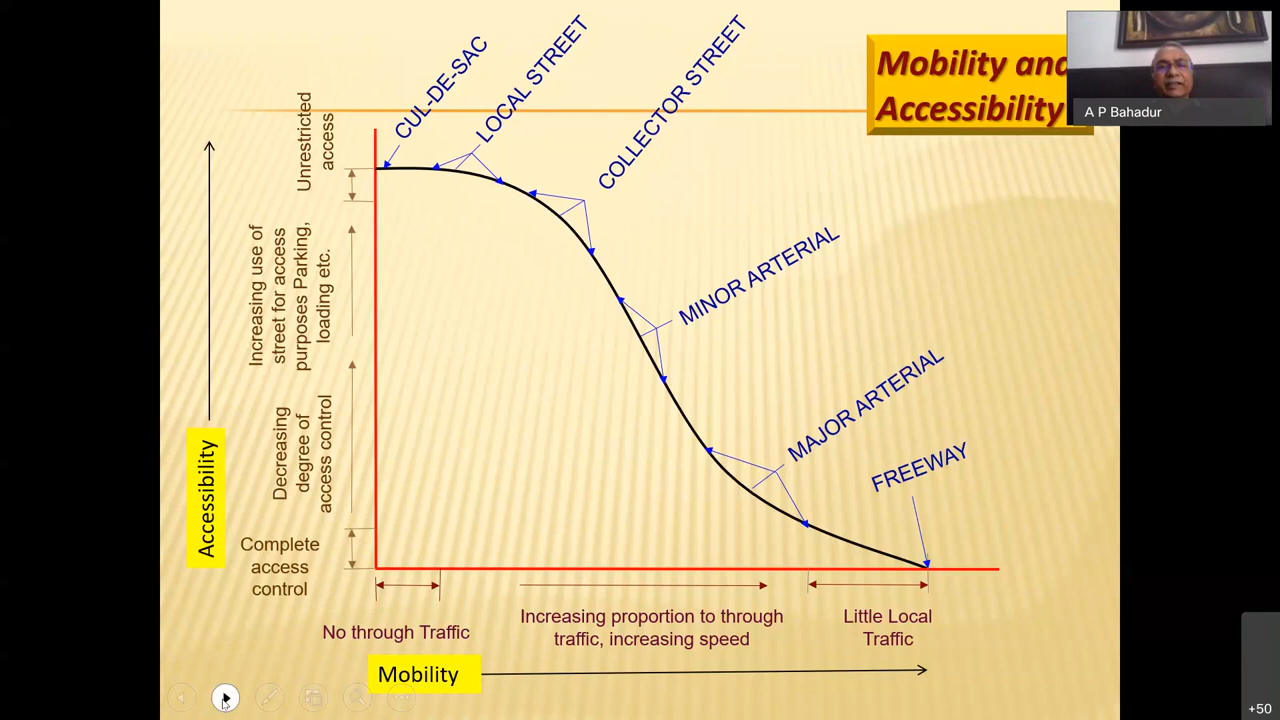 Mobility and
Accessibility
A P Bahadur
CUL-DE-SAC
LOCAL STREET
COLLECTOR STREET
MINOR ARTERIAL
MAJOR ARTERIAL
FREEWAY
Accessibility
Unrestricted
access
Increasing use of
street for access
purposes Parking,
loading etc.
Decreasing
degree of
access control
Complete
access
control
No through Traffic
Increasing proportion to through
traffic, increasing speed
Little Local
Traffic
Mobility
+50